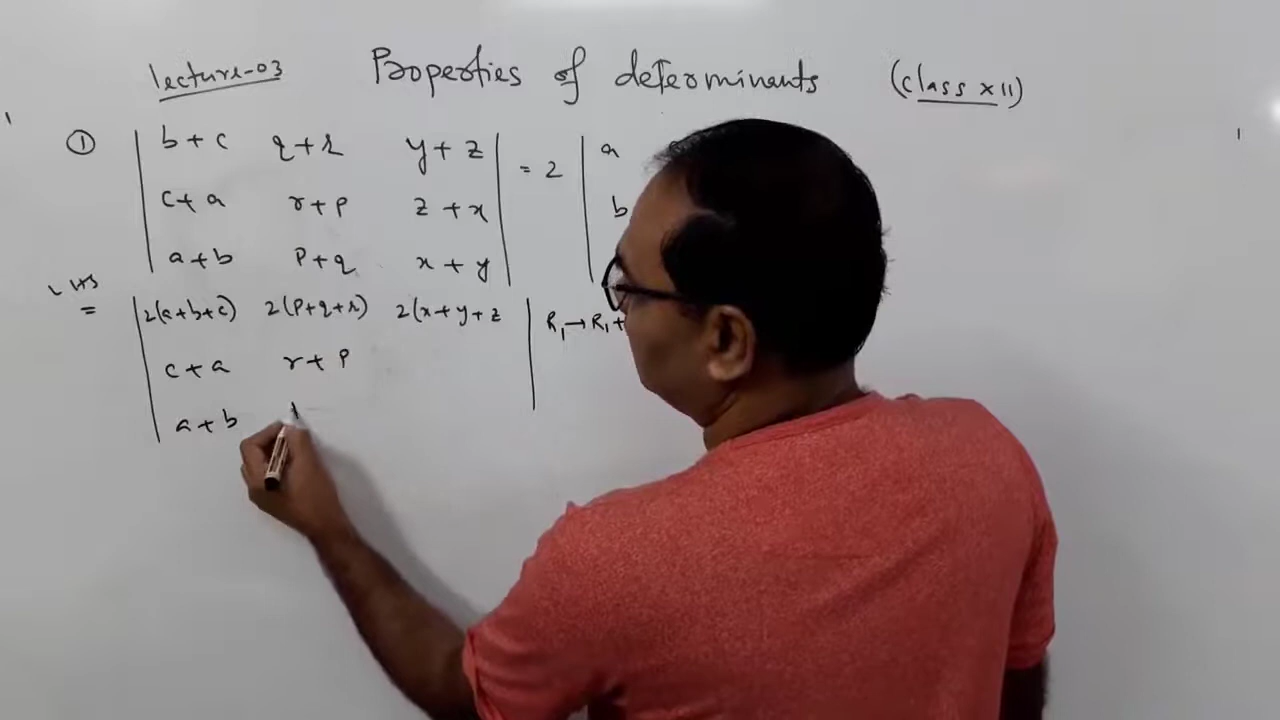 lecture-03 Properties of determinants (class XII)
① | b+c q+r y+z | = 2 | a
| c+a r+p z+x | | b
| a+b p+q x+y | |
LHS
= | 2(a+b+c) 2(p+q+r) 2(x+y+z | R₁→R₁+
| c+a r+p |
| a+b